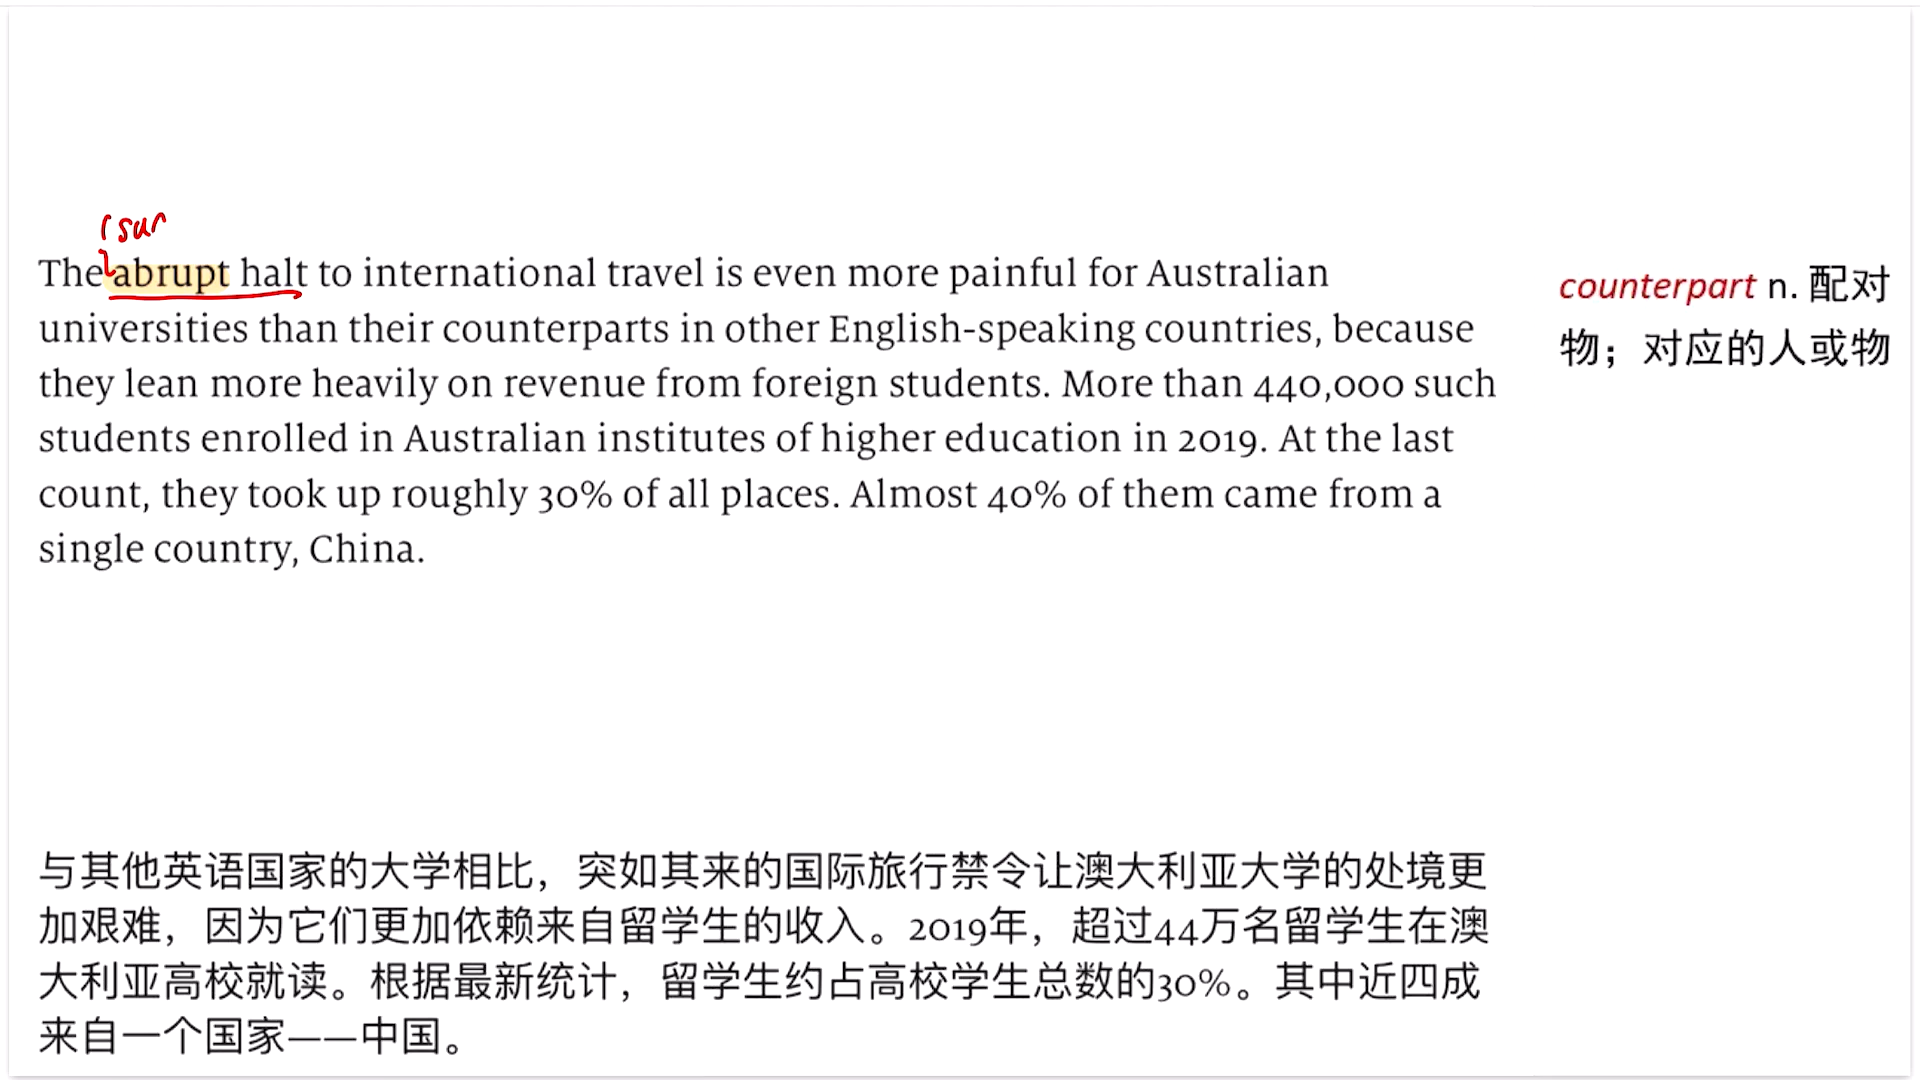 sur
The abrupt halt to international travel is even more painful for Australian
universities than their counterparts in other English-speaking countries, because
they lean more heavily on revenue from foreign students. More than 440,000 such
students enrolled in Australian institutes of higher education in 2019. At the last
count, they took up roughly 30% of all places. Almost 40% of them came from a
single country, China.
counterpart n. 配对
物；对应的人或物
与其他英语国家的大学相比，突如其来的国际旅行禁令让澳大利亚大学的处境更
加艰难，因为它们更加依赖来自留学生的收入。2019年，超过44万名留学生在澳
大利亚高校就读。根据最新统计，留学生约占高校学生总数的30%。其中近四成
来自一个国家——中国。